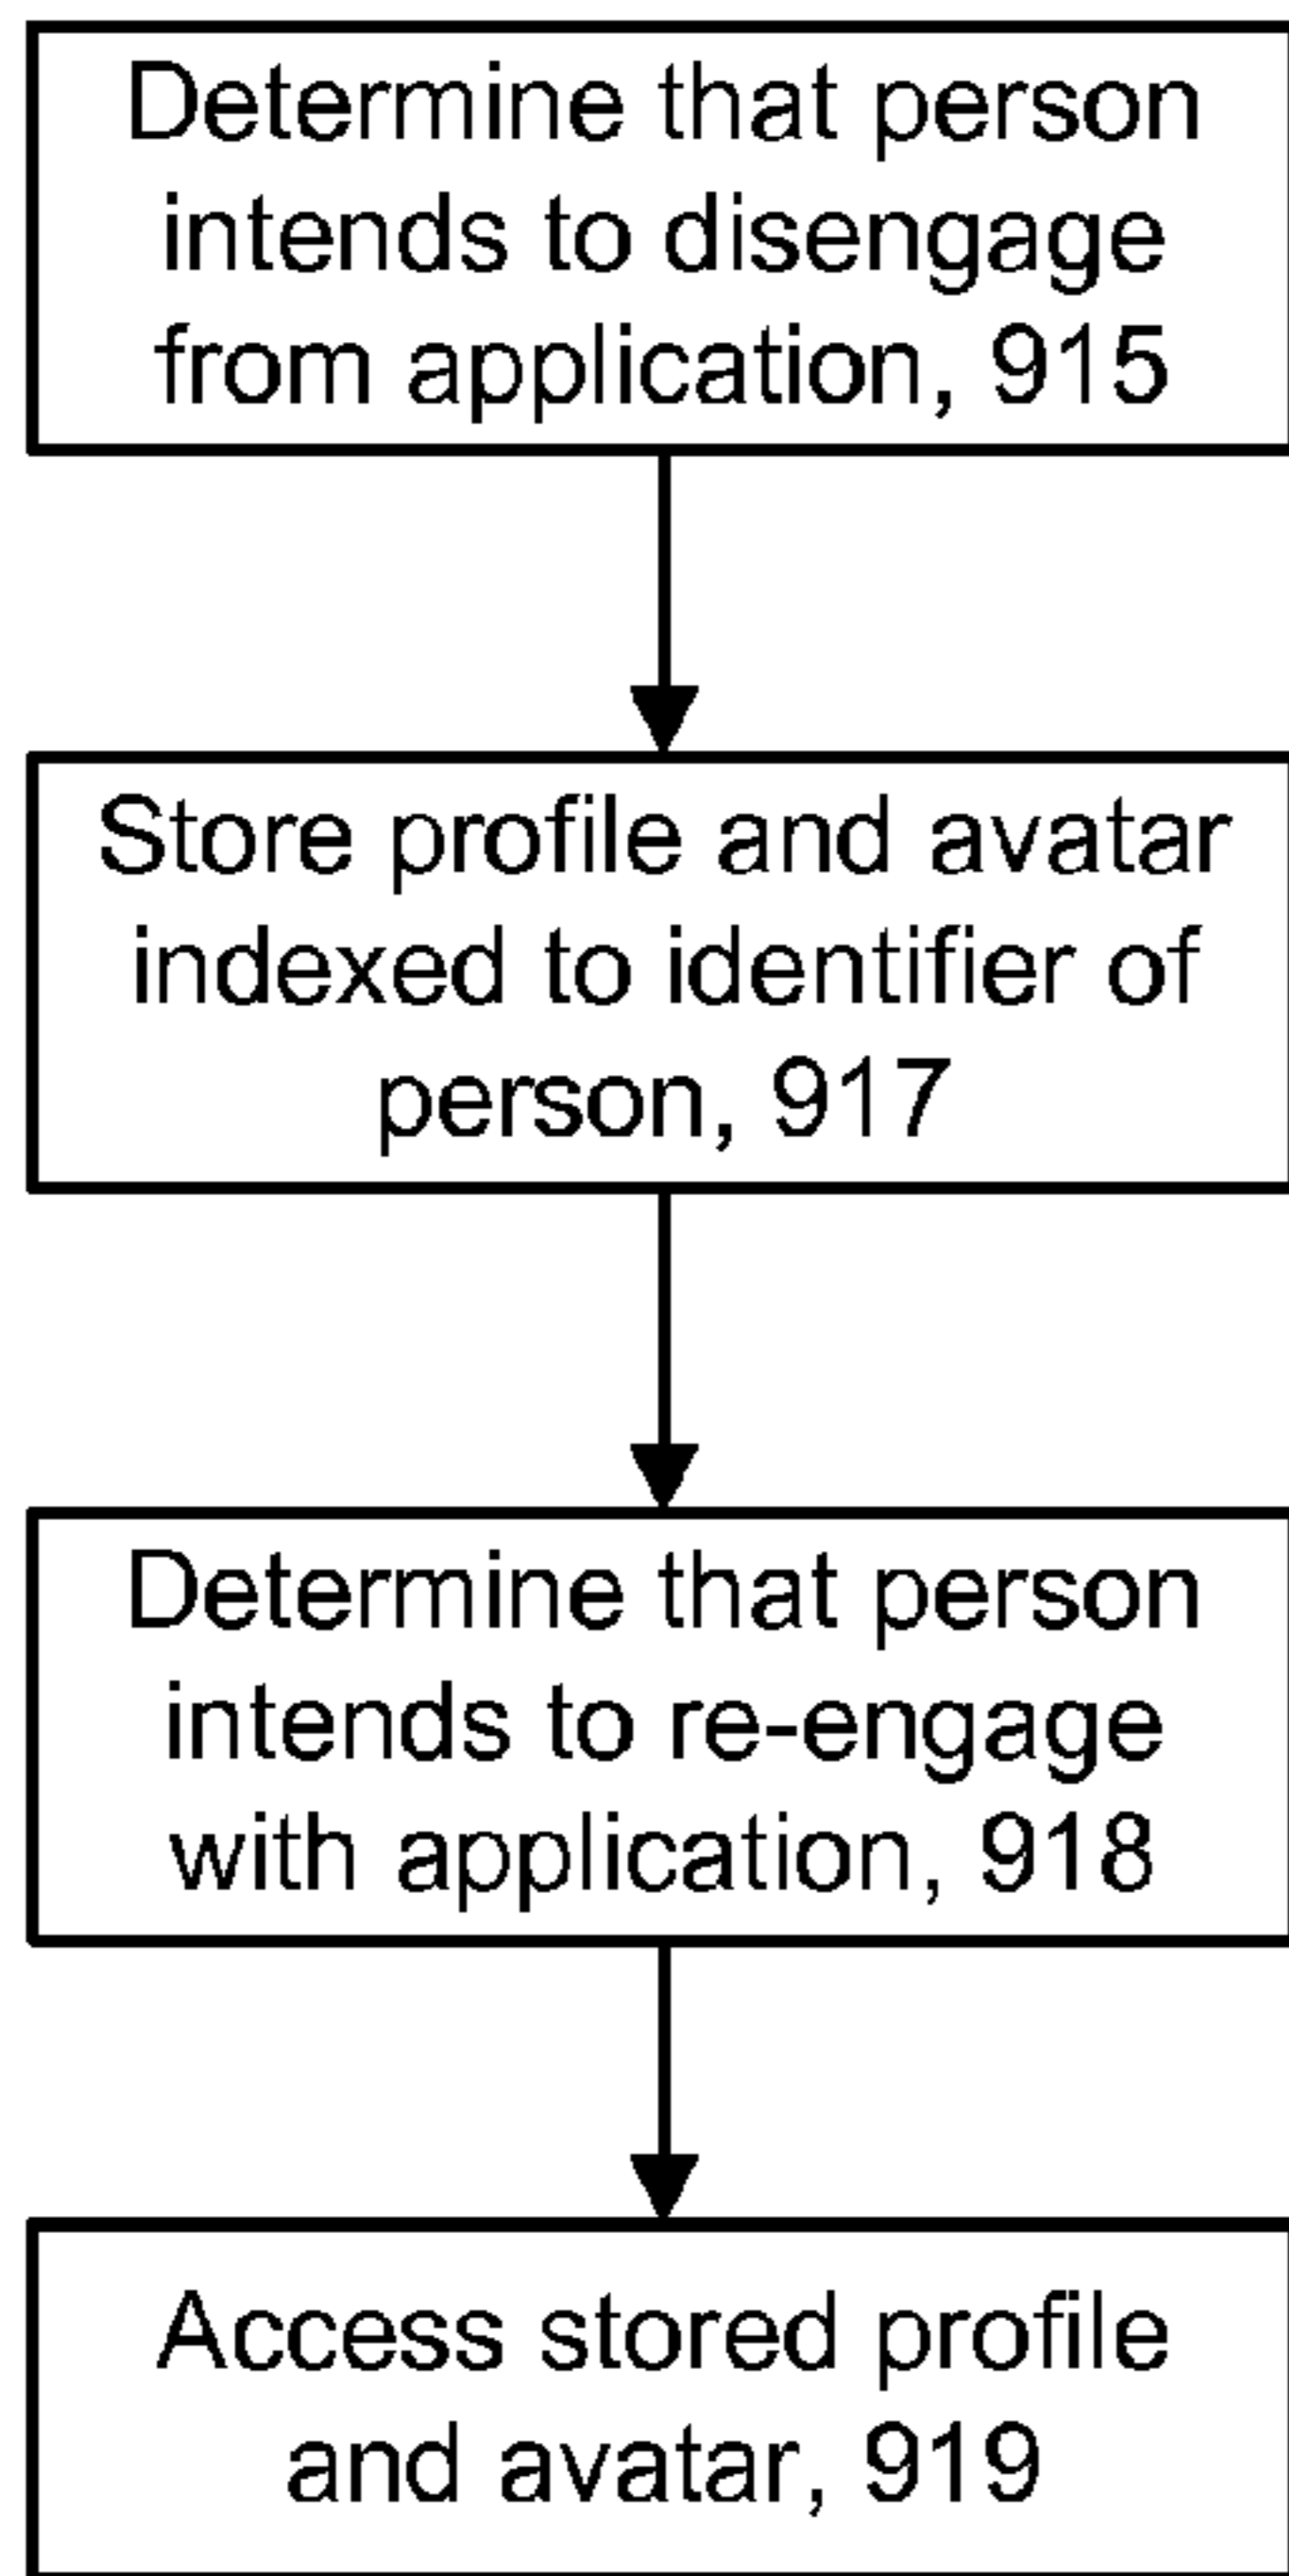 Determine that person
intends to disengage
from application, 915
Store profile and avatar
indexed to identifier of
person, 917
Determine that person
intends to re-engage
with application, 918
Access stored profile
and avatar, 919